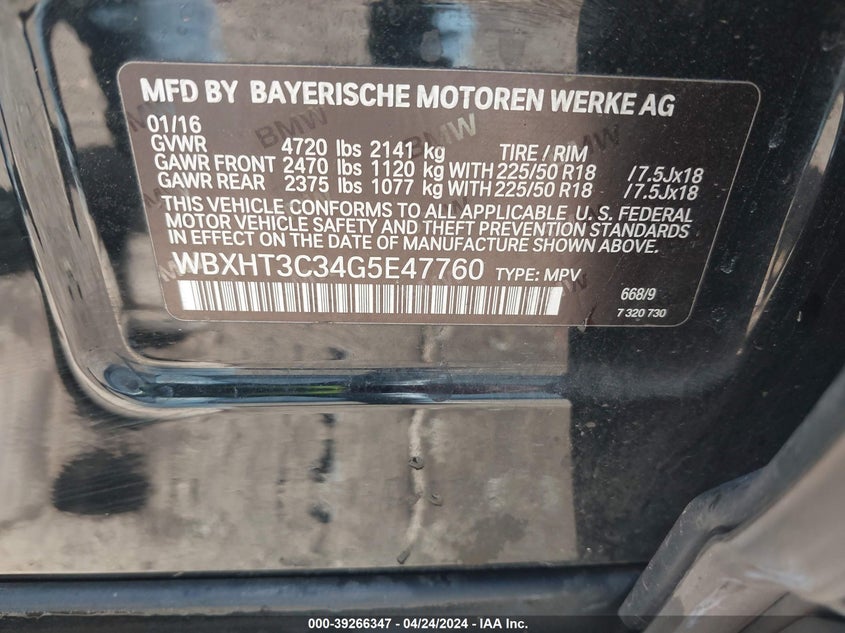 MFD BY BAYERISCHE MOTOREN WERKE AG
01/16
GVWR 4720 lbs 2141 kg TIRE / RIM
GAWR FRONT 2470 lbs 1120 kg WITH 225/50 R18 /7.5Jx18
GAWR REAR 2375 lbs 1077 kg WITH 225/50 R18 /7.5Jx18
THIS VEHICLE CONFORMS TO ALL APPLICABLE U. S. FEDERAL
MOTOR VEHICLE SAFETY AND THEFT PREVENTION STANDARDS
IN EFFECT ON THE DATE OF MANUFACTURE SHOWN ABOVE.
WBXHT3C34G5E47760 TYPE: MPV
668/9
7 320 730
BMW
BMW
BMW
BMW
000-39266347 / 04/24/2024 - IAA Inc.